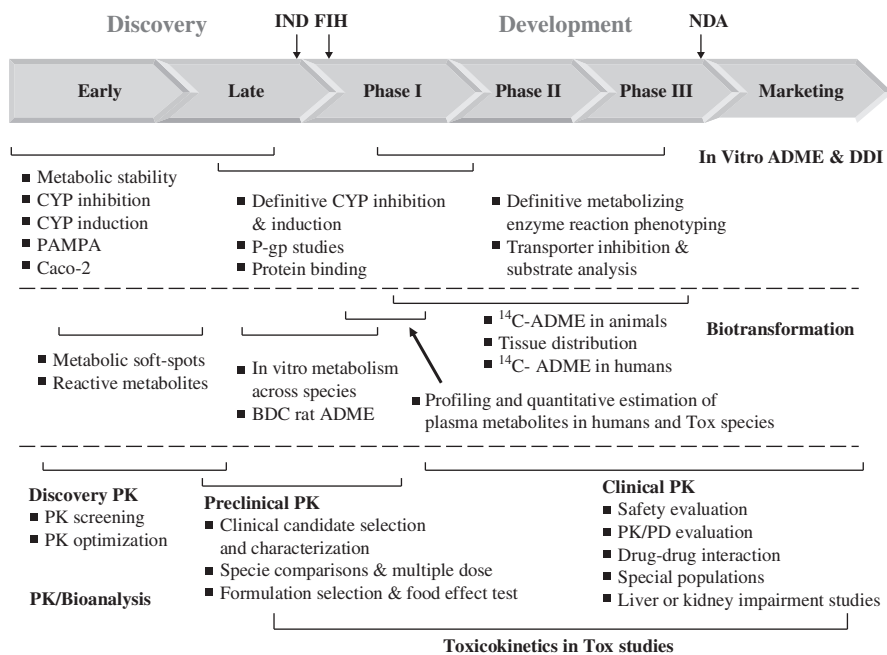 Discovery
IND FIH
Development
NDA
Early
Late
Phase I
Phase II
Phase III
Marketing
In Vitro ADME & DDI
■ Metabolic stability
■ CYP inhibition
■ CYP induction
■ PAMPA
■ Caco-2
■ Definitive CYP inhibition
& induction
■ P-gp studies
■ Protein binding
■ Definitive metabolizing
enzyme reaction phenotyping
■ Transporter inhibition &
substrate analysis
Biotransformation
■ Metabolic soft-spots
■ Reactive metabolites
■ In vitro metabolism
across species
■ BDC rat ADME
■ ¹⁴C-ADME in animals
■ Tissue distribution
■ ¹⁴C- ADME in humans
■ Profiling and quantitative estimation of
plasma metabolites in humans and Tox species
Discovery PK
■ PK screening
■ PK optimization
PK/Bioanalysis
Preclinical PK
■ Clinical candidate selection
and characterization
■ Specie comparisons & multiple dose
■ Formulation selection & food effect test
Clinical PK
■ Safety evaluation
■ PK/PD evaluation
■ Drug-drug interaction
■ Special populations
■ Liver or kidney impairment studies
Toxicokinetics in Tox studies